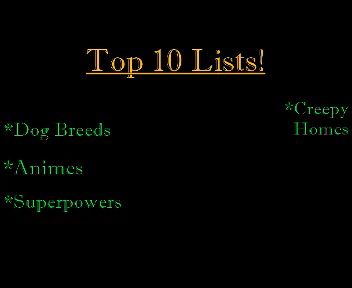 Top 10 Lists!
*Creepy
Homes
*Dog Breeds
*Animes
*Superpowers